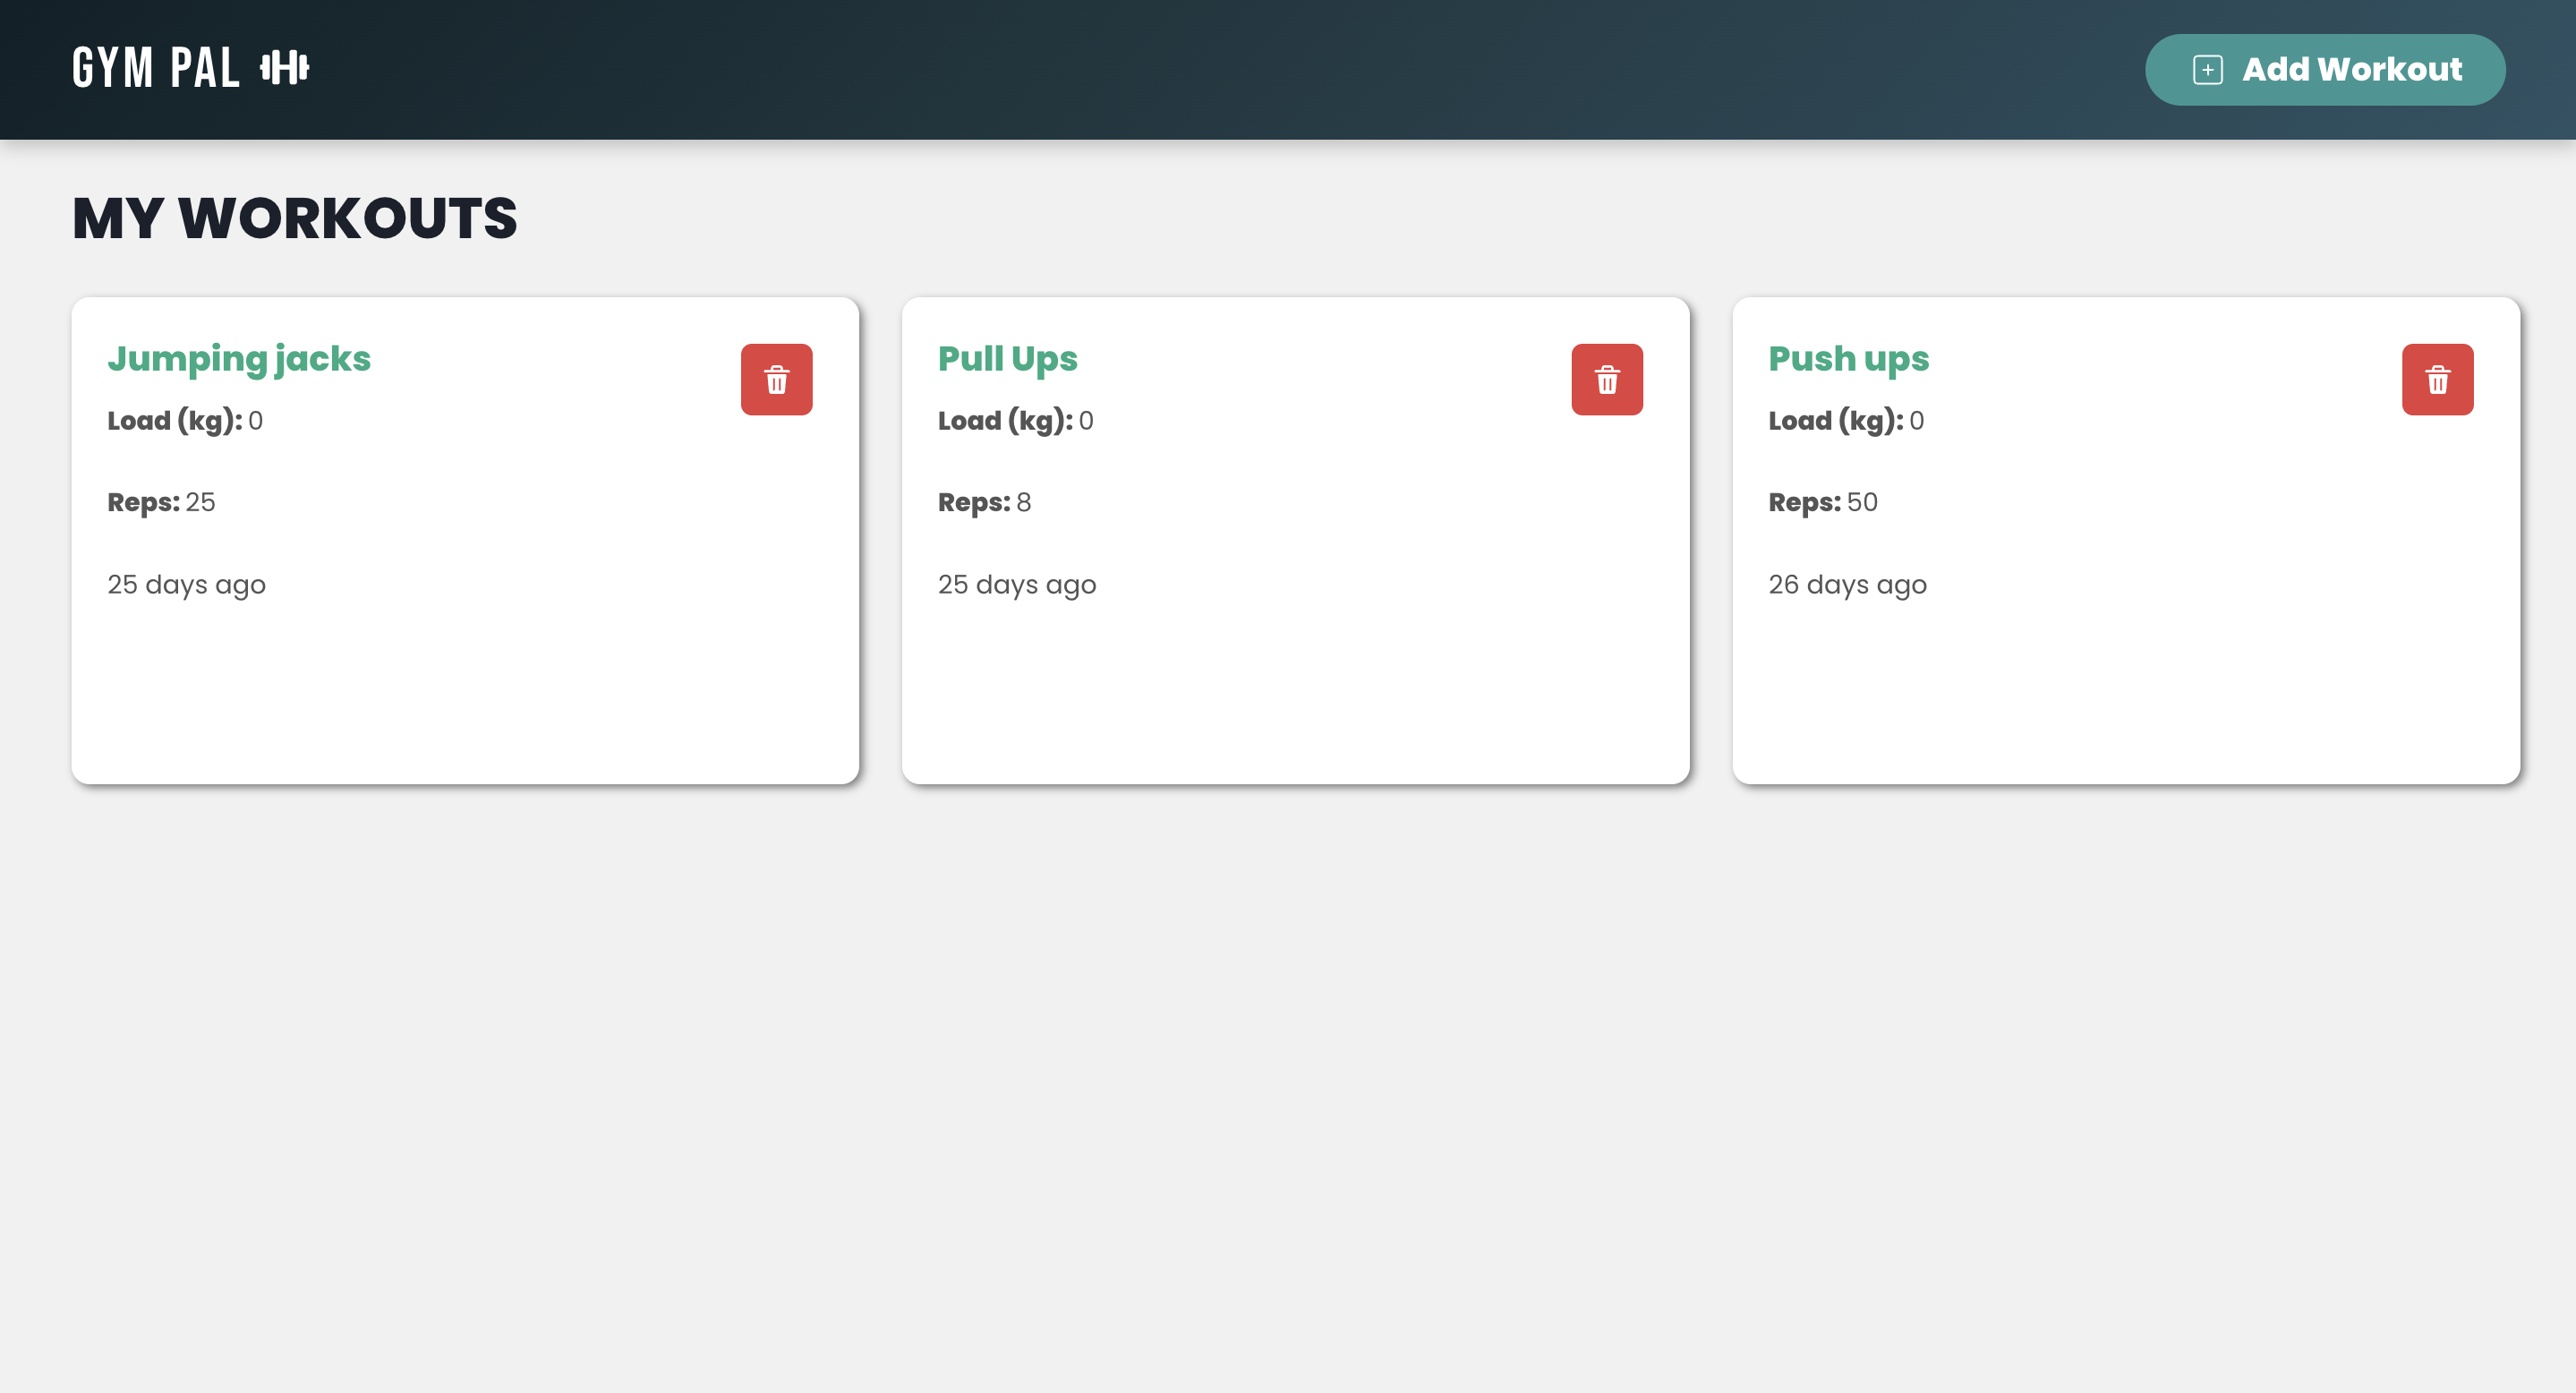 GYM PAL
Add Workout
MY WORKOUTS
Jumping jacks
Load (kg): 0
Reps: 25
25 days ago
Pull Ups
Load (kg): 0
Reps: 8
25 days ago
Push ups
Load (kg): 0
Reps: 50
26 days ago